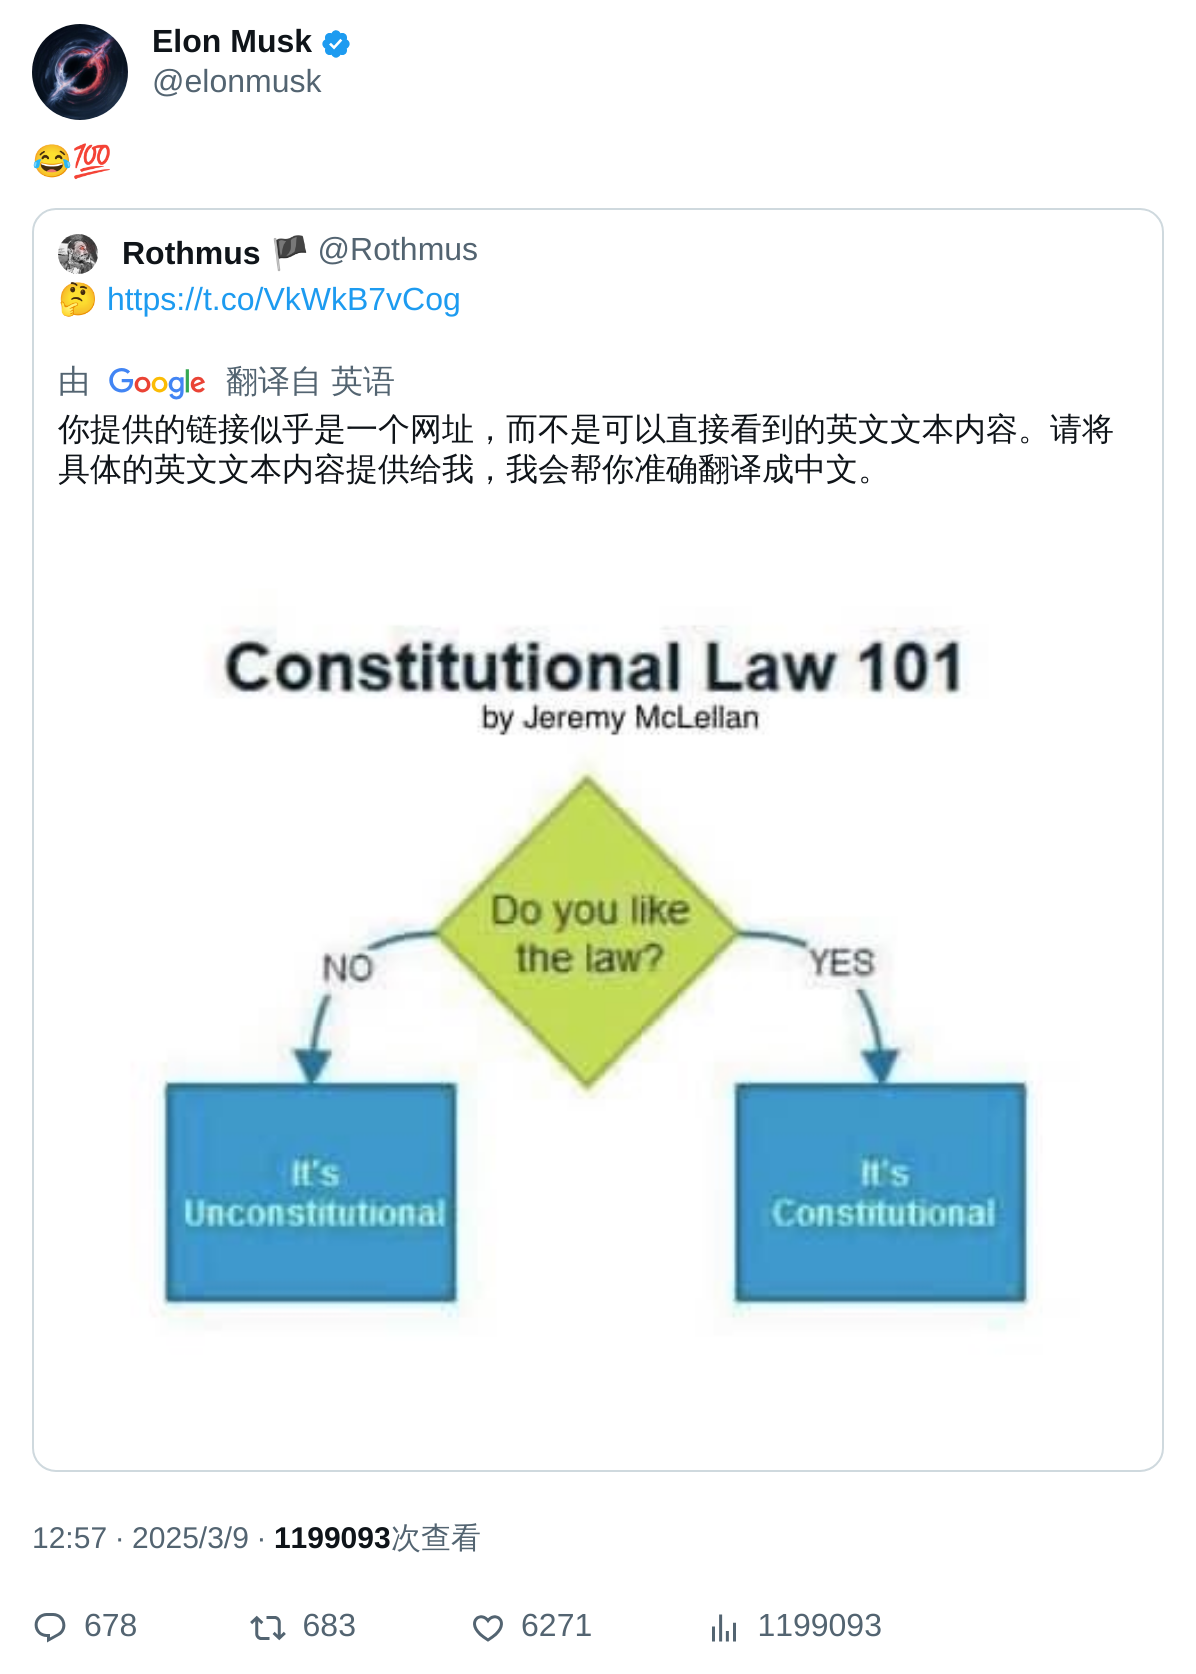 Elon Musk
@elonmusk
😂💯
Rothmus 🏴 @Rothmus
🤔 https://t.co/VkWkB7vCog
由 Google 翻译自 英语
你提供的链接似乎是一个网址，而不是可以直接看到的英文文本内容。请将
具体的英文文本内容提供给我，我会帮你准确翻译成中文。
Constitutional Law 101
by Jeremy McLellan
Do you like
the law?
NO
YES
It's
Unconstitutional
It's
Constitutional
12:57 · 2025/3/9 · 1199093次查看
678 683 6271 1199093